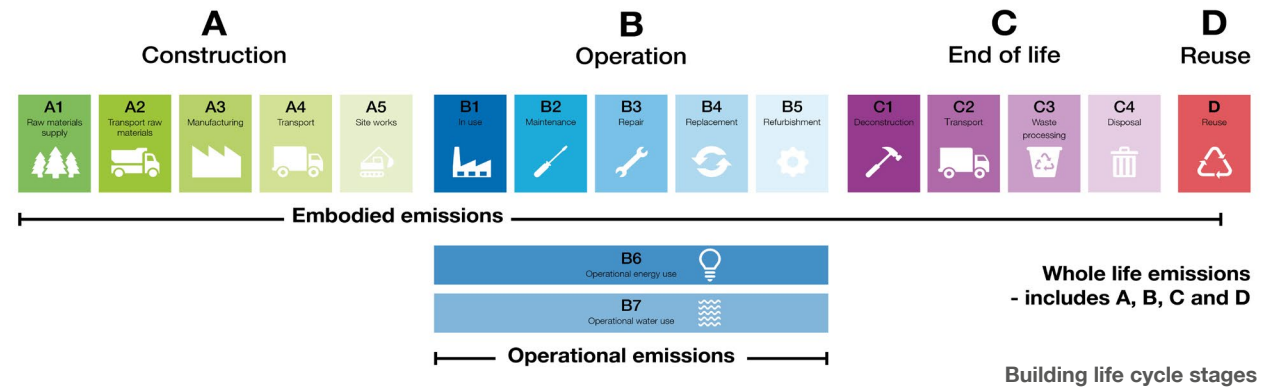 A
Construction
B
Operation
C
End of life
D
Reuse
A1
Raw materials
supply
A2
Transport raw
materials
A3
Manufacturing
A4
Transport
A5
Site works
B1
In use
B2
Maintenance
B3
Repair
B4
Replacement
B5
Refurbishment
C1
Deconstruction
C2
Transport
C3
Waste
processing
C4
Disposal
D
Reuse
Embodied emissions
B6
Operational energy use
B7
Operational water use
Operational emissions
Whole life emissions
- includes A, B, C and D
Building life cycle stages